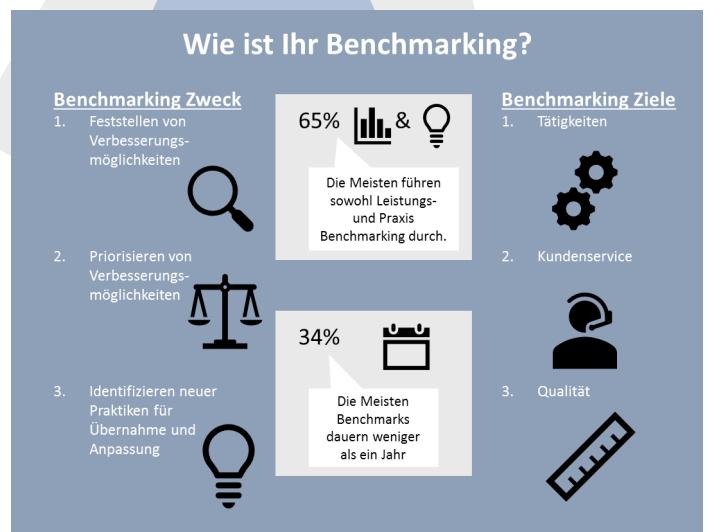 Wie ist Ihr Benchmarking?
Benchmarking Zweck
1. Feststellen von
Verbesserungs-
möglichkeiten
2. Priorisieren von
Verbesserungs-
möglichkeiten
3. Identifizieren neuer
Praktiken für
Übernahme und
Anpassung
65% &
Die Meisten führen
sowohl Leistungs-
und Praxis
Benchmarking durch.
34%
Die Meisten
Benchmarks
dauern weniger
als ein Jahr
Benchmarking Ziele
1. Tätigkeiten
2. Kundenservice
3. Qualität